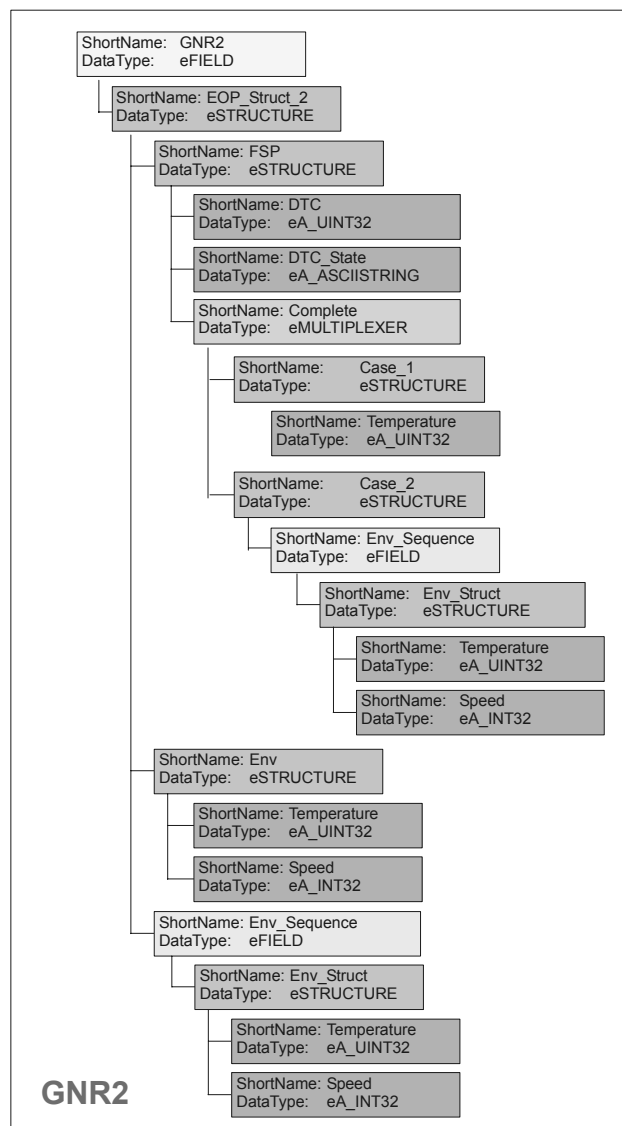 ShortName: GNR2
DataType: eFIELD
ShortName: EOP_Struct_2
DataType: eSTRUCTURE
ShortName: FSP
DataType: eSTRUCTURE
ShortName: DTC
DataType: eA_UINT32
ShortName: DTC_State
DataType: eA_ASCIISTRING
ShortName: Complete
DataType: eMULTIPLEXER
ShortName: Case_1
DataType: eSTRUCTURE
ShortName: Temperature
DataType: eA_UINT32
ShortName: Case_2
DataType: eSTRUCTURE
ShortName: Env_Sequence
DataType: eFIELD
ShortName: Env_Struct
DataType: eSTRUCTURE
ShortName: Temperature
DataType: eA_UINT32
ShortName: Speed
DataType: eA_INT32
ShortName: Env
DataType: eSTRUCTURE
ShortName: Temperature
DataType: eA_UINT32
ShortName: Speed
DataType: eA_INT32
ShortName: Env_Sequence
DataType: eFIELD
ShortName: Env_Struct
DataType: eSTRUCTURE
ShortName: Temperature
DataType: eA_UINT32
ShortName: Speed
DataType: eA_INT32
GNR2